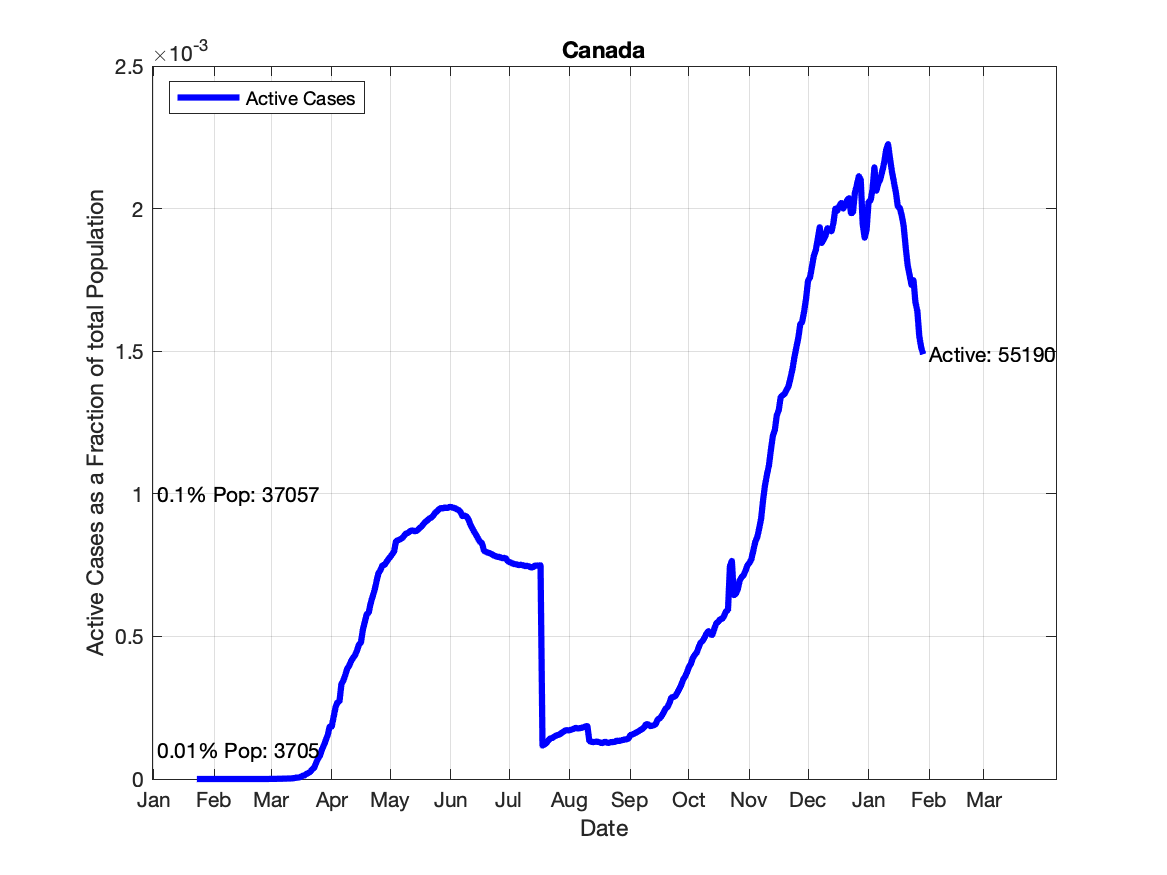 Canada
×10-3
2.5
2
1.5
1
0.5
0
Active Cases
Active Cases as a Fraction of total Population
0.1% Pop: 37057
0.01% Pop: 3705
Active: 55190
Jan Feb Mar Apr May Jun Jul Aug Sep Oct Nov Dec Jan Feb Mar
Date